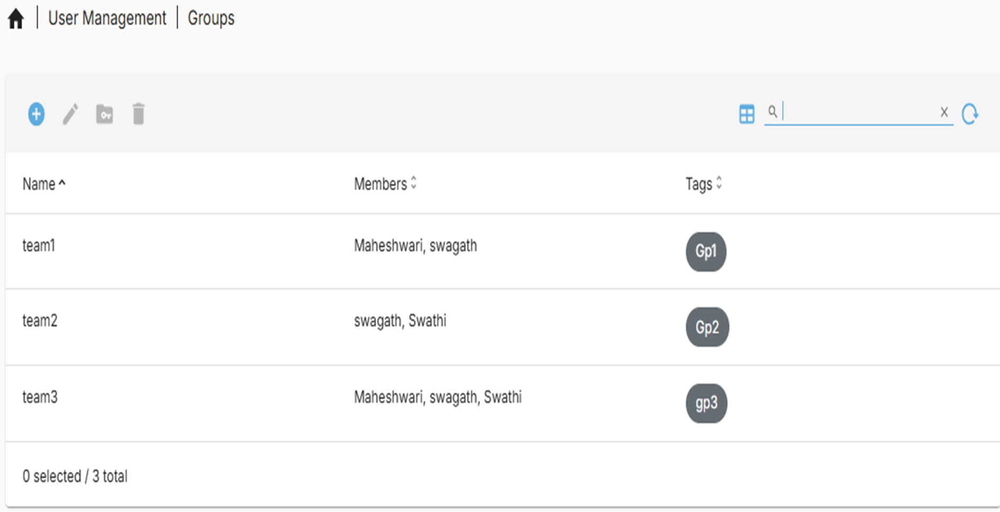 User Management | Groups
Name Members Tags
team1 Maheshwari, swagath Gp1
team2 swagath, Swathi Gp2
team3 Maheshwari, swagath, Swathi gp3
0 selected / 3 total